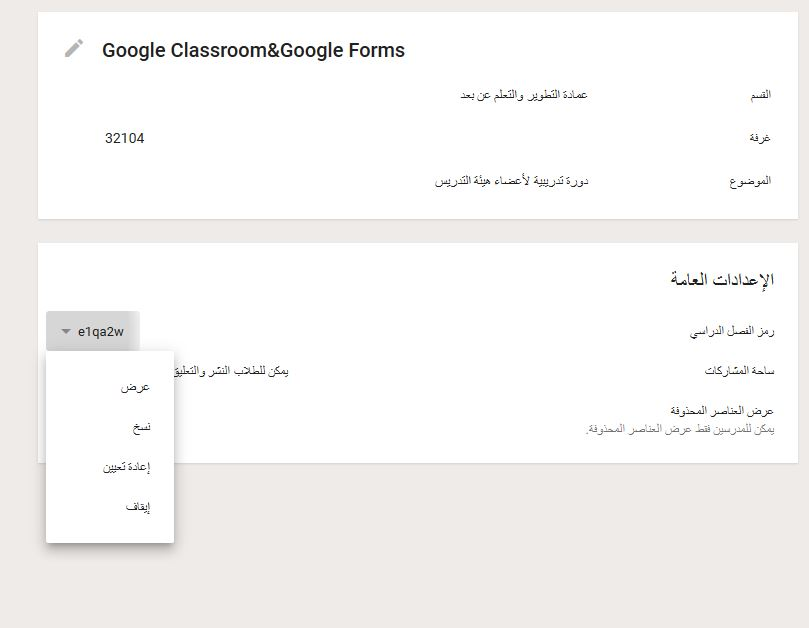 Google Classroom&Google Forms
القسم
عمادة التطوير والتعلم عن بعد
غرفة
32104
الموضوع
دورة تدريبية لأعضاء هيئة التدريس
الإعدادات العامة
رمز الفصل الدراسي
e1qa2w
ساحة المشاركات
يمكن للطلاب النشر والتعليق
عرض العناصر المحذوفة
يمكن للمدرسين فقط عرض العناصر المحذوفة.
عرض
نسخ
إعادة تعيين
إيقاف